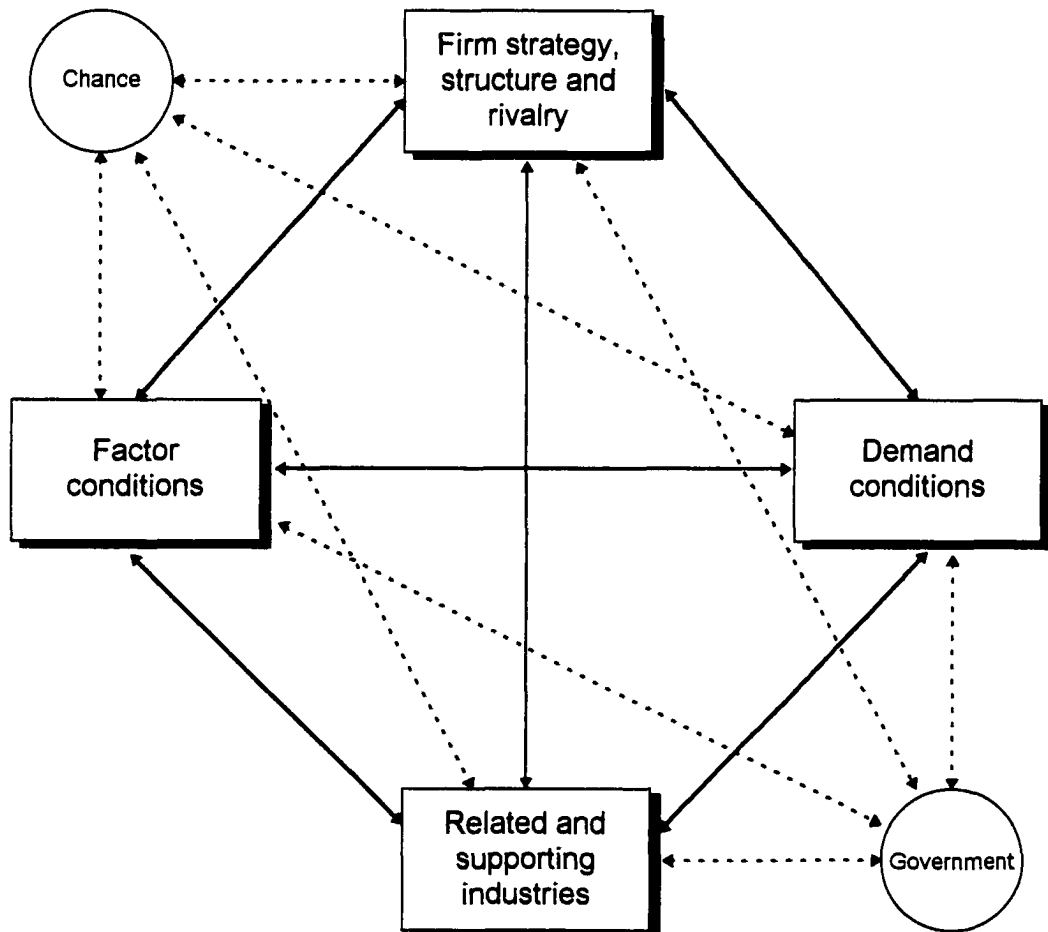 Chance
Firm strategy,
structure and
rivalry
Factor
conditions
Demand
conditions
Related and
supporting
industries
Government